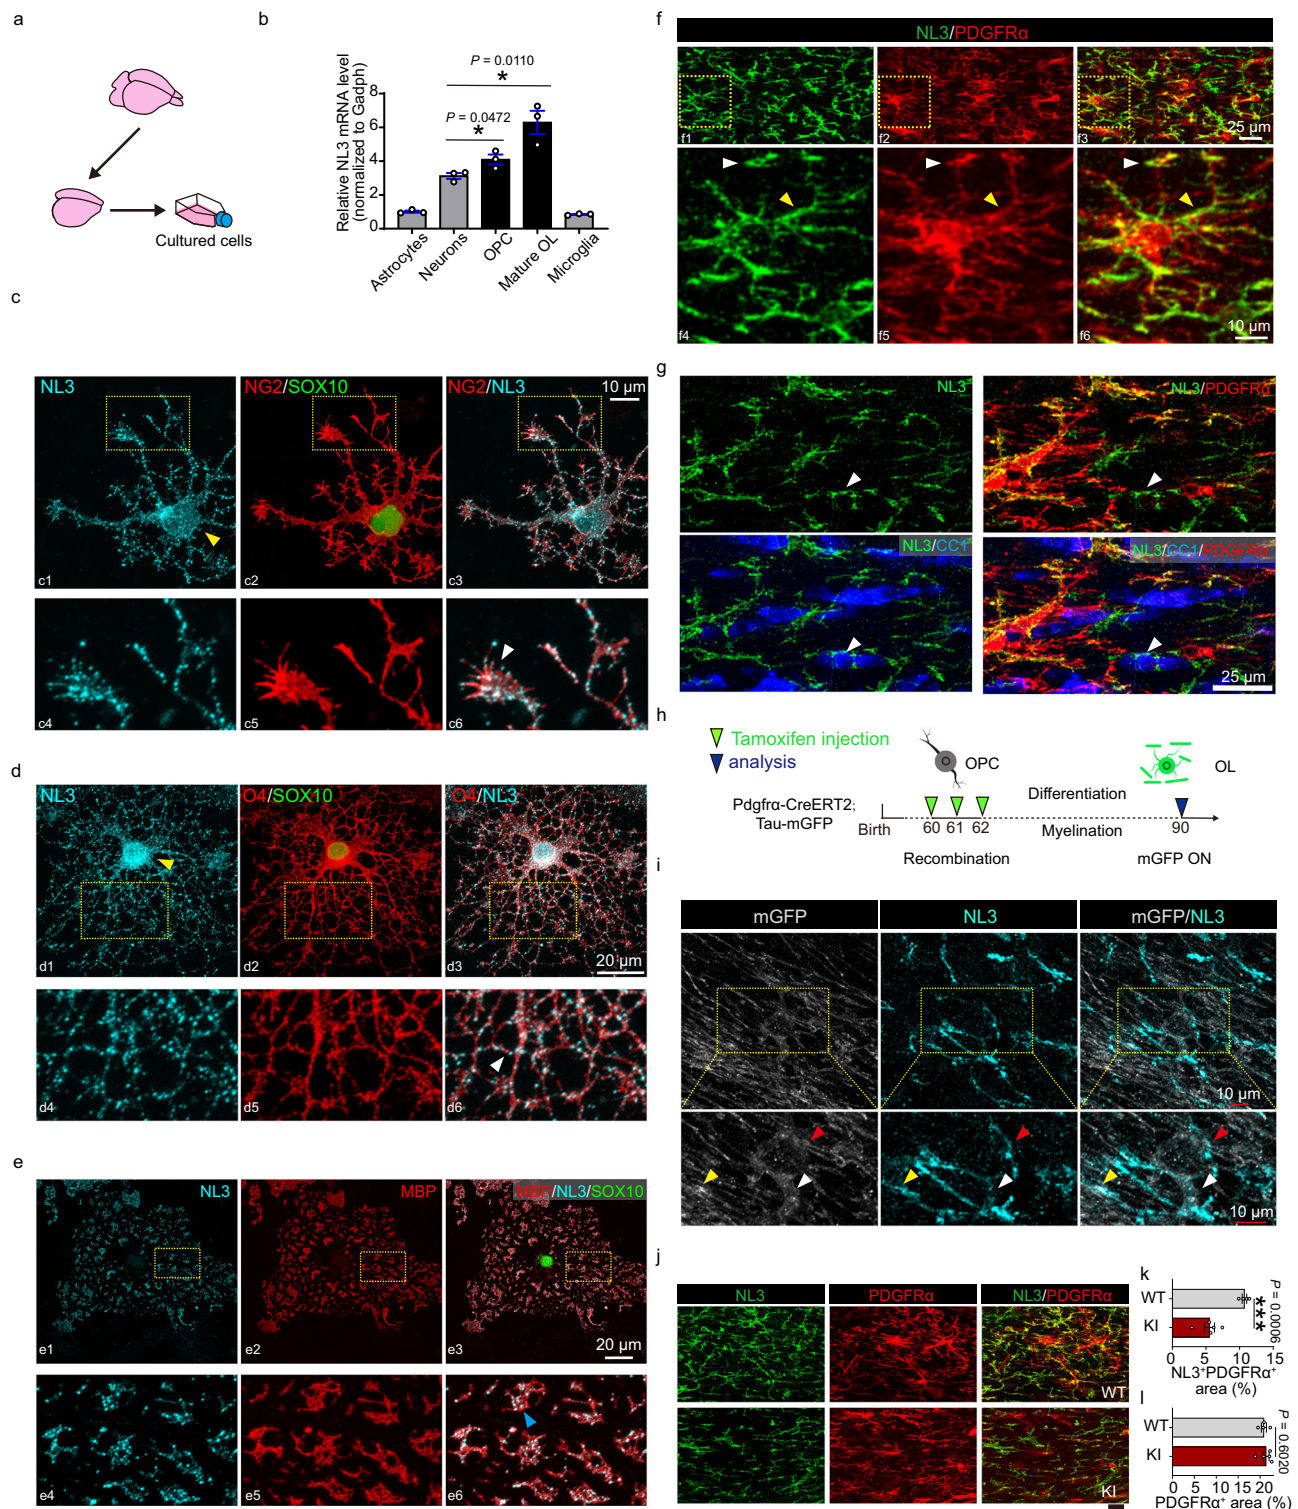 a
Cultured cells
b
P = 0.0110
*
P = 0.0472
*
Relative NL3 mRNA level
(normalized to Gadph)
8
6
4
2
0
Astrocytes
Neurons
OPC
Mature OL
Microglia
c
NL3
NG2/SOX10
NG2/NL3
10 µm
c1
c2
c3
c4
c5
c6
d
NL3
O4/SOX10
O4/NL3
d1
d2
d3
20 µm
d4
d5
d6
e
NL3
MBP
MBP/NL3/SOX10
e1
e2
e3
20 µm
e4
e5
e6
f
NL3/PDGFRα
f1
f2
f3
25 µm
f4
f5
f6
10 µm
g
NL3
NL3/PDGFRα
NL3/CC1
NL3/CC1/PDGFRα
25 µm
h
Tamoxifen injection
analysis
OPC
OL
Pdgfrα-CreERT2;
Tau-mGFP
Birth
60
61
62
90
Differentiation
Myelination
Recombination
mGFP ON
i
mGFP
NL3
mGFP/NL3
10 µm
10 µm
j
NL3
PDGFRα
NL3/PDGFRα
WT
KI
k
WT
KI
P = 0.0006
***
0
5
10
15
NL3⁺PDGFRα⁺
area (%)
l
WT
KI
P = 0.6020
0
5
10
15
20
PDGFRα⁺ area (%)